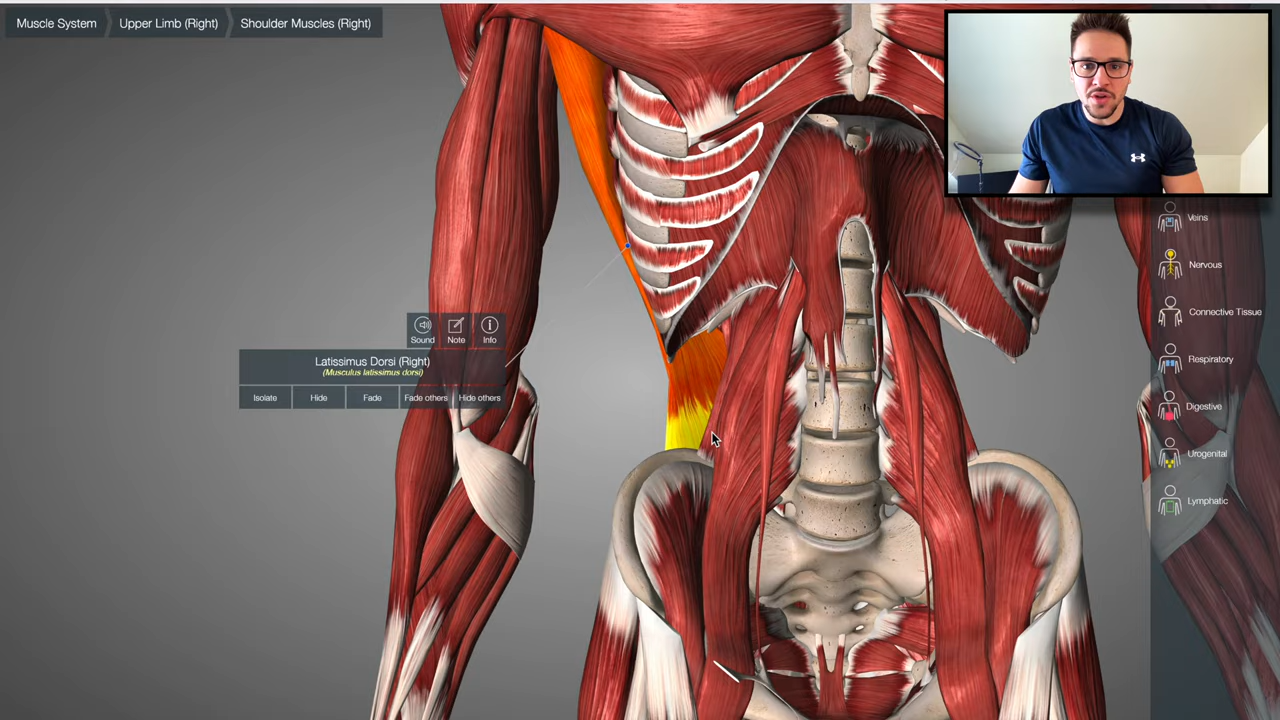 Muscle System
Upper Limb (Right)
Shoulder Muscles (Right)
Veins
Nervous
Connective Tissue
Respiratory
Digestive
Urogenital
Lymphatic
Sound
Note
Info
Latissimus Dorsi (Right)
(Musculus latissimus dorsi)
Isolate
Hide
Fade
Fade others
Hide others